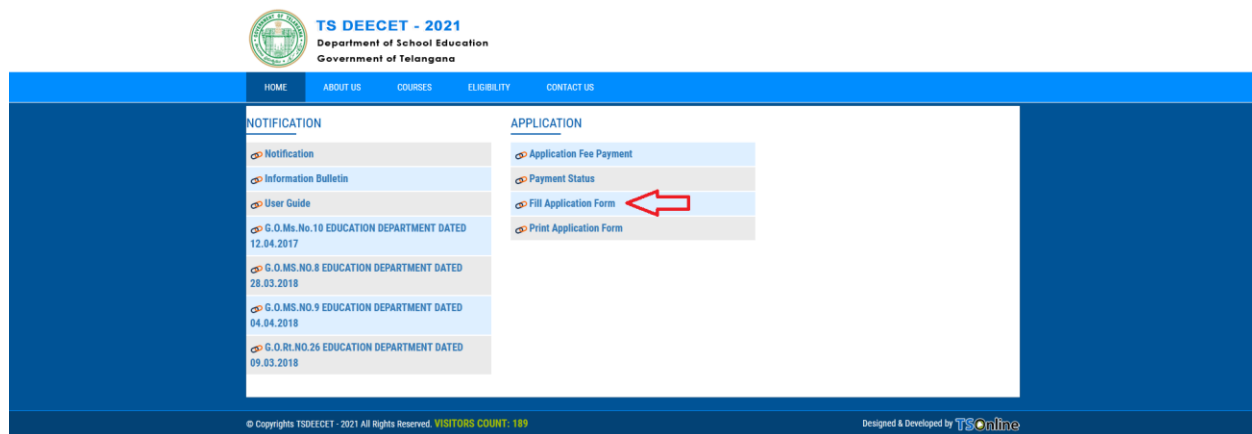 TS DEECET - 2021
Department of School Education
Government of Telangana
HOME ABOUT US COURSES ELIGIBILITY CONTACT US
NOTIFICATION
Notification
Information Bulletin
User Guide
G.O.Ms.No.10 EDUCATION DEPARTMENT DATED
12.04.2017
G.O.MS.NO.8 EDUCATION DEPARTMENT DATED
28.03.2018
G.O.MS.NO.9 EDUCATION DEPARTMENT DATED
04.04.2018
G.O.Rt.NO.26 EDUCATION DEPARTMENT DATED
09.03.2018
APPLICATION
Application Fee Payment
Payment Status
Fill Application Form
Print Application Form
© Copyrights TSDEECET - 2021 All Rights Reserved. VISITORS COUNT: 189
Designed & Developed by TSOnline